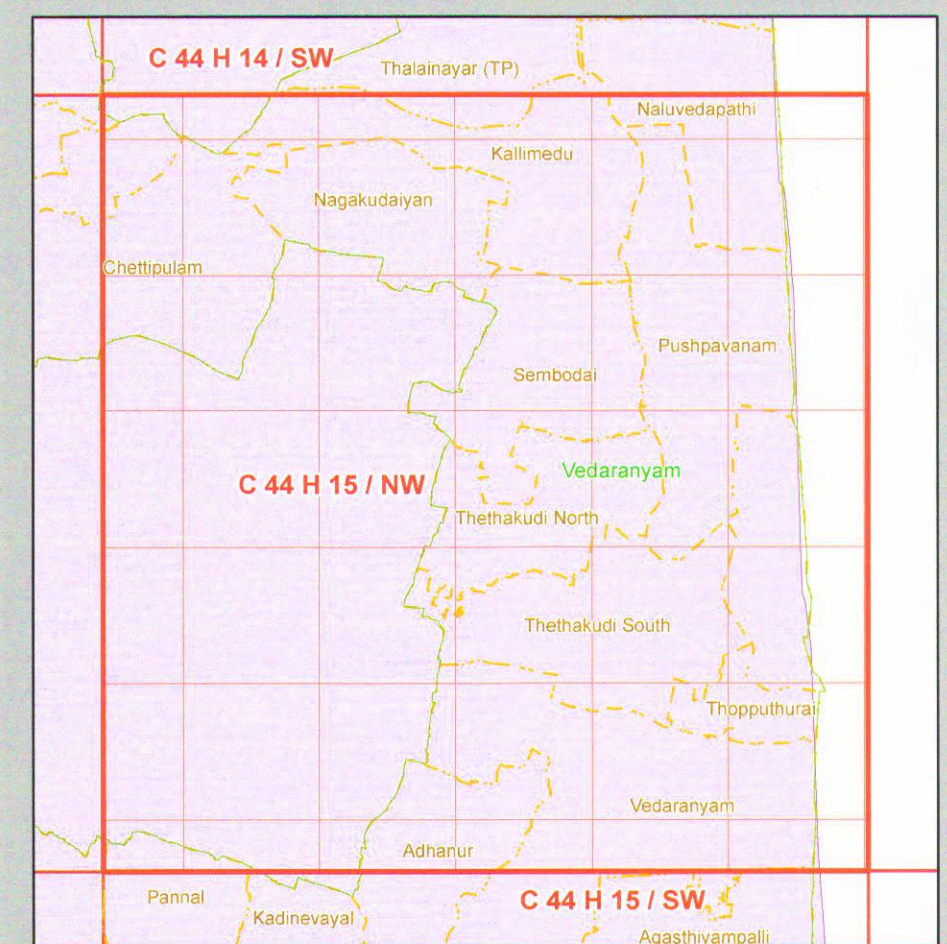 C 44 H 14 / SW
Thalainayar (TP)
Naluvedapathi
Kallimedu
Nagakudaiyan
Chettipulam
Pushpavanam
Sembodai
Vedaranyam
C 44 H 15 / NW
Thethakudi North
Thethakudi South
Thopputhurai
Vedaranyam
Adhanur
Pannal
C 44 H 15 / SW
Kadinevayal
Agasthiyampalli